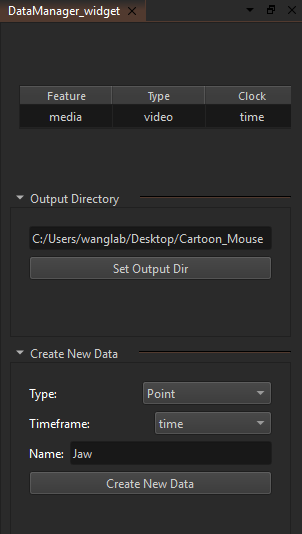 DataManager_widget
Feature Type Clock
media video time
Output Directory
C:/Users/wanglab/Desktop/Cartoon_Mouse
Set Output Dir
Create New Data
Type: Point
Timeframe: time
Name: Jaw
Create New Data